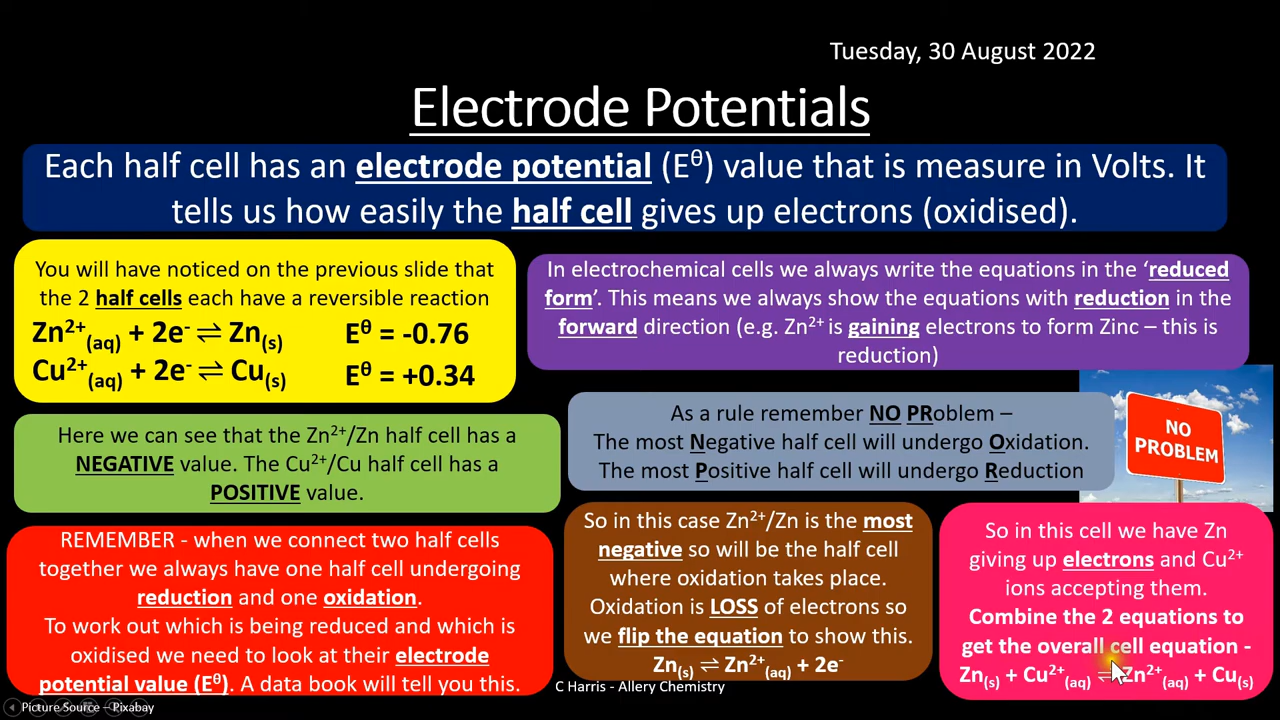 Tuesday, 30 August 2022
Electrode Potentials
Each half cell has an electrode potential (Eᶿ) value that is measure in Volts. It
tells us how easily the half cell gives up electrons (oxidised).
You will have noticed on the previous slide that
the 2 half cells each have a reversible reaction
Zn²⁺(aq) + 2e⁻ ⇌ Zn(s) Eᶿ = -0.76
Cu²⁺(aq) + 2e⁻ ⇌ Cu(s) Eᶿ = +0.34
In electrochemical cells we always write the equations in the ‘reduced
form’. This means we always show the equations with reduction in the
forward direction (e.g. Zn²⁺ is gaining electrons to form Zinc – this is
reduction)
Here we can see that the Zn²⁺/Zn half cell has a
NEGATIVE value. The Cu²⁺/Cu half cell has a
POSITIVE value.
As a rule remember NO PRoblem –
The most Negative half cell will undergo Oxidation.
The most Positive half cell will undergo Reduction
NO
PROBLEM
REMEMBER - when we connect two half cells
together we always have one half cell undergoing
reduction and one oxidation.
To work out which is being reduced and which is
oxidised we need to look at their electrode
potential value (Eᶿ). A data book will tell you this.
So in this case Zn²⁺/Zn is the most
negative so will be the half cell
where oxidation takes place.
Oxidation is LOSS of electrons so
we flip the equation to show this.
Zn(s) ⇌ Zn²⁺(aq) + 2e⁻
So in this cell we have Zn
giving up electrons and Cu²⁺
ions accepting them.
Combine the 2 equations to
get the overall cell equation -
Zn(s) + Cu²⁺(aq) ⇌ Zn²⁺(aq) + Cu(s)
C Harris - Allery Chemistry
Picture Source – Pixabay